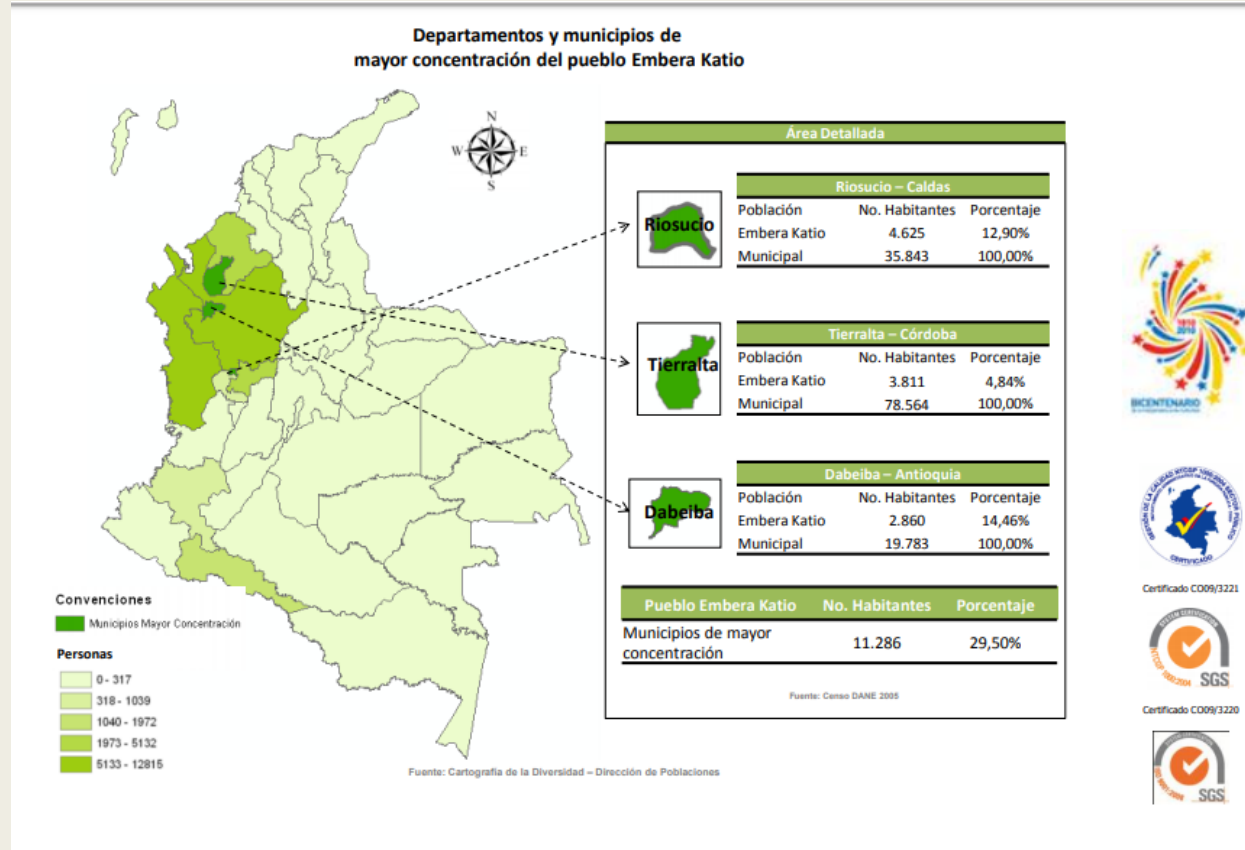 Departamentos y municipios de
mayor concentración del pueblo Embera Katio
N
W
E
S
Área Detallada
Riosucio
Riosucio – Caldas
Población No. Habitantes Porcentaje
Embera Katio 4.625 12,90%
Municipal 35.843 100,00%
Tierralta
Tierralta – Córdoba
Población No. Habitantes Porcentaje
Embera Katio 3.811 4,84%
Municipal 78.564 100,00%
Dabeiba
Dabeiba – Antioquia
Población No. Habitantes Porcentaje
Embera Katio 2.860 14,46%
Municipal 19.783 100,00%
Pueblo Embera Katio No. Habitantes Porcentaje
Municipios de mayor
concentración 11.286 29,50%
Fuente: Censo DANE 2005
Convenciones
Municipios Mayor Concentración
Personas
0 - 317
318 - 1039
1040 - 1972
1973 - 5132
5133 - 12815
Fuente: Cartografía de la Diversidad – Dirección de Poblaciones
1810
2010
BICENTENARIO
CERTIFICADO
Certificado CO09/3221
SGS
Certificado CO09/3220
SGS